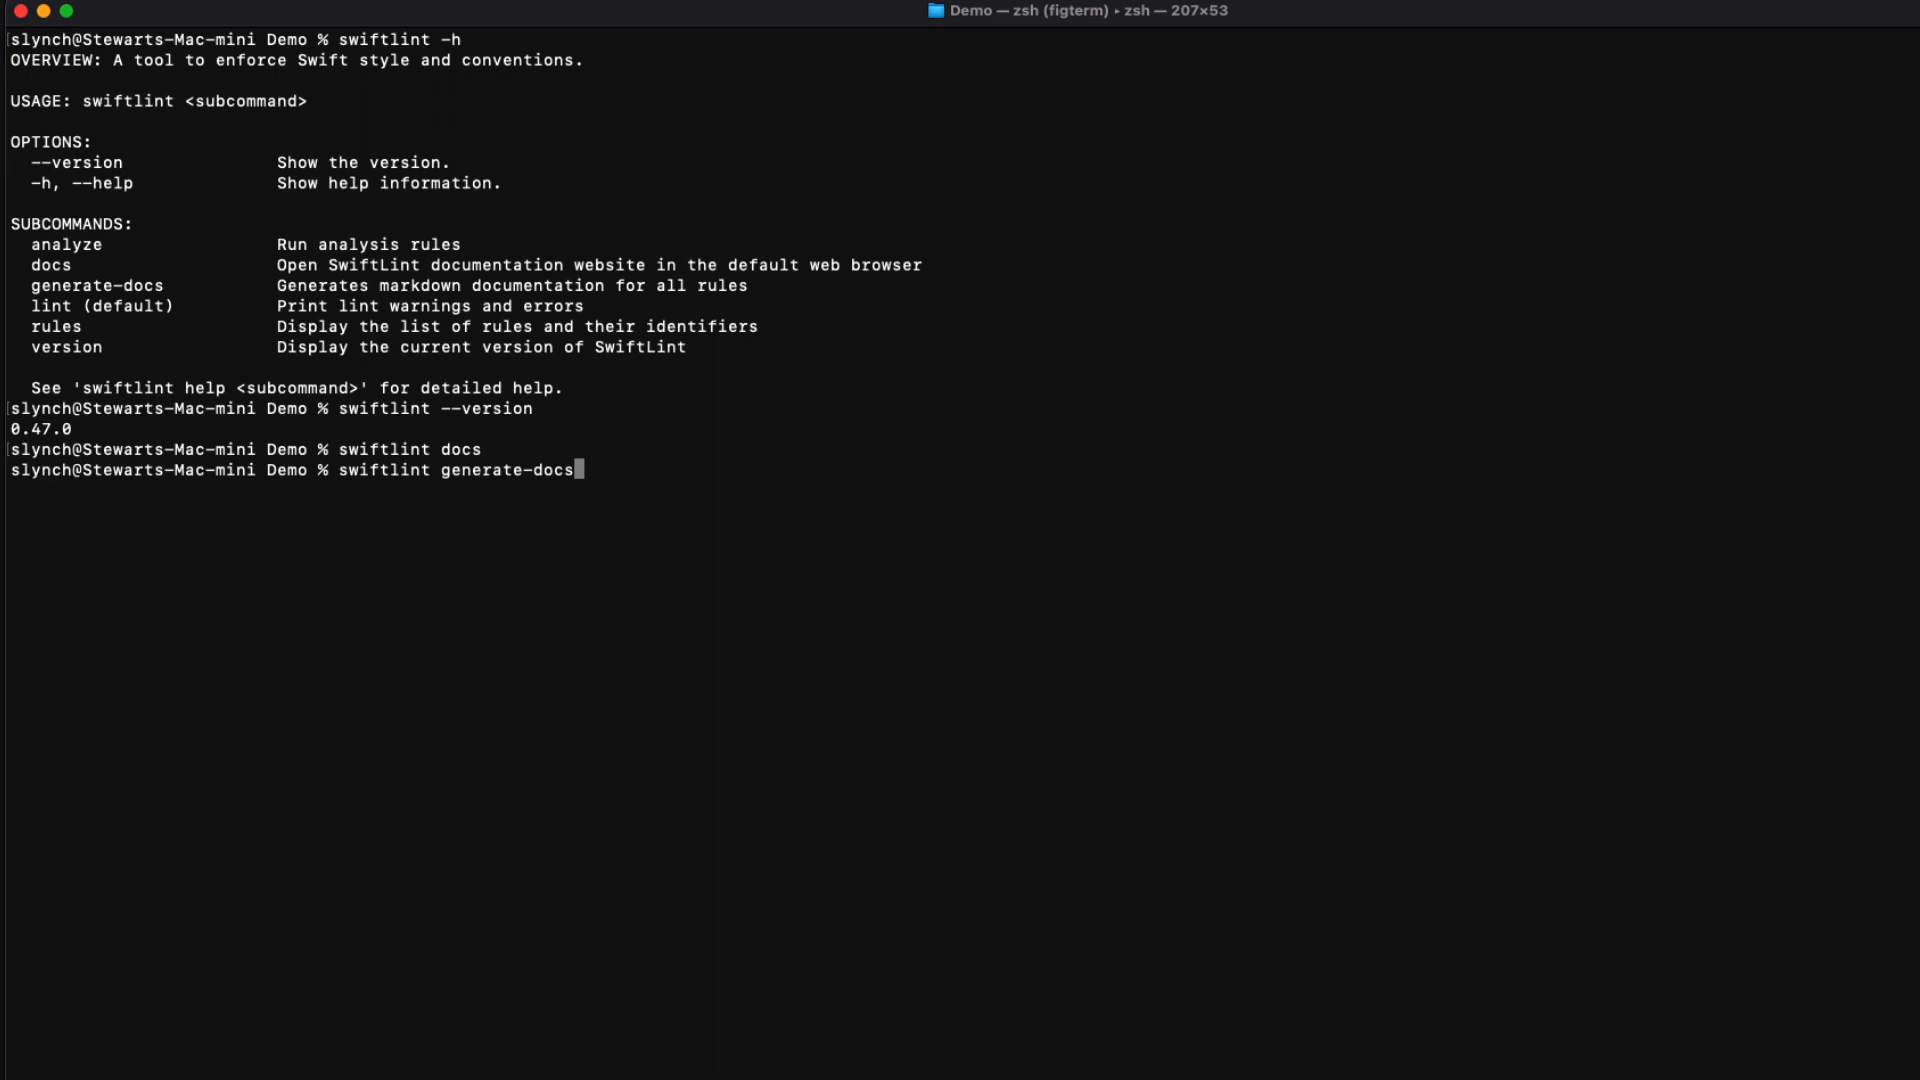 Demo — zsh (figterm) ▸ zsh — 207×53
[slynch@Stewarts-Mac-mini Demo % swiftlint -h
OVERVIEW: A tool to enforce Swift style and conventions.
USAGE: swiftlint <subcommand>
OPTIONS:
--version Show the version.
-h, --help Show help information.
SUBCOMMANDS:
analyze Run analysis rules
docs Open SwiftLint documentation website in the default web browser
generate-docs Generates markdown documentation for all rules
lint (default) Print lint warnings and errors
rules Display the list of rules and their identifiers
version Display the current version of SwiftLint
See 'swiftlint help <subcommand>' for detailed help.
[slynch@Stewarts-Mac-mini Demo % swiftlint --version
0.47.0
[slynch@Stewarts-Mac-mini Demo % swiftlint docs
slynch@Stewarts-Mac-mini Demo % swiftlint generate-docs